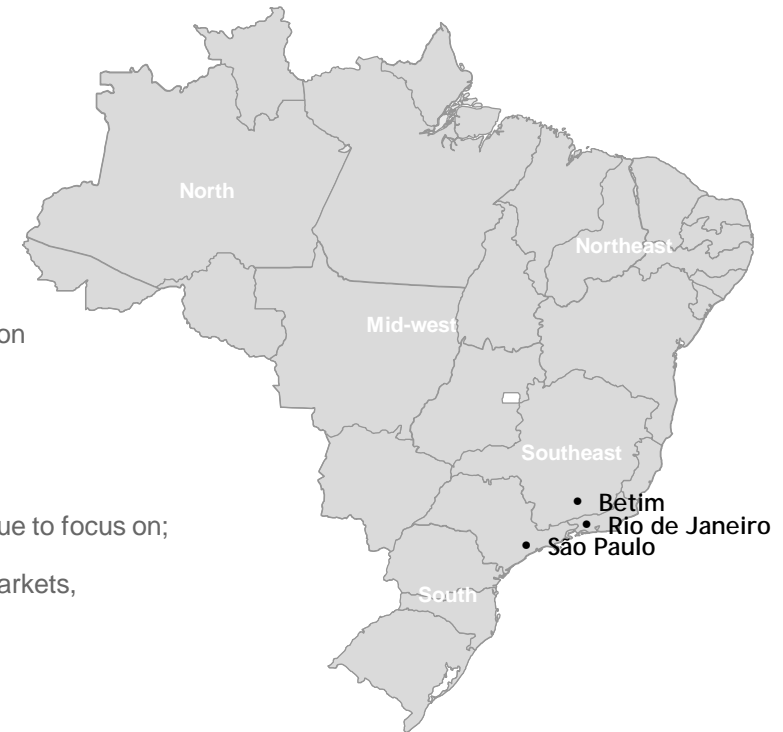 North
Northeast
on
Mid-west
Southeast
Betim
ue to focus on;
Rio de Janeiro
São Paulo
arkets,
South